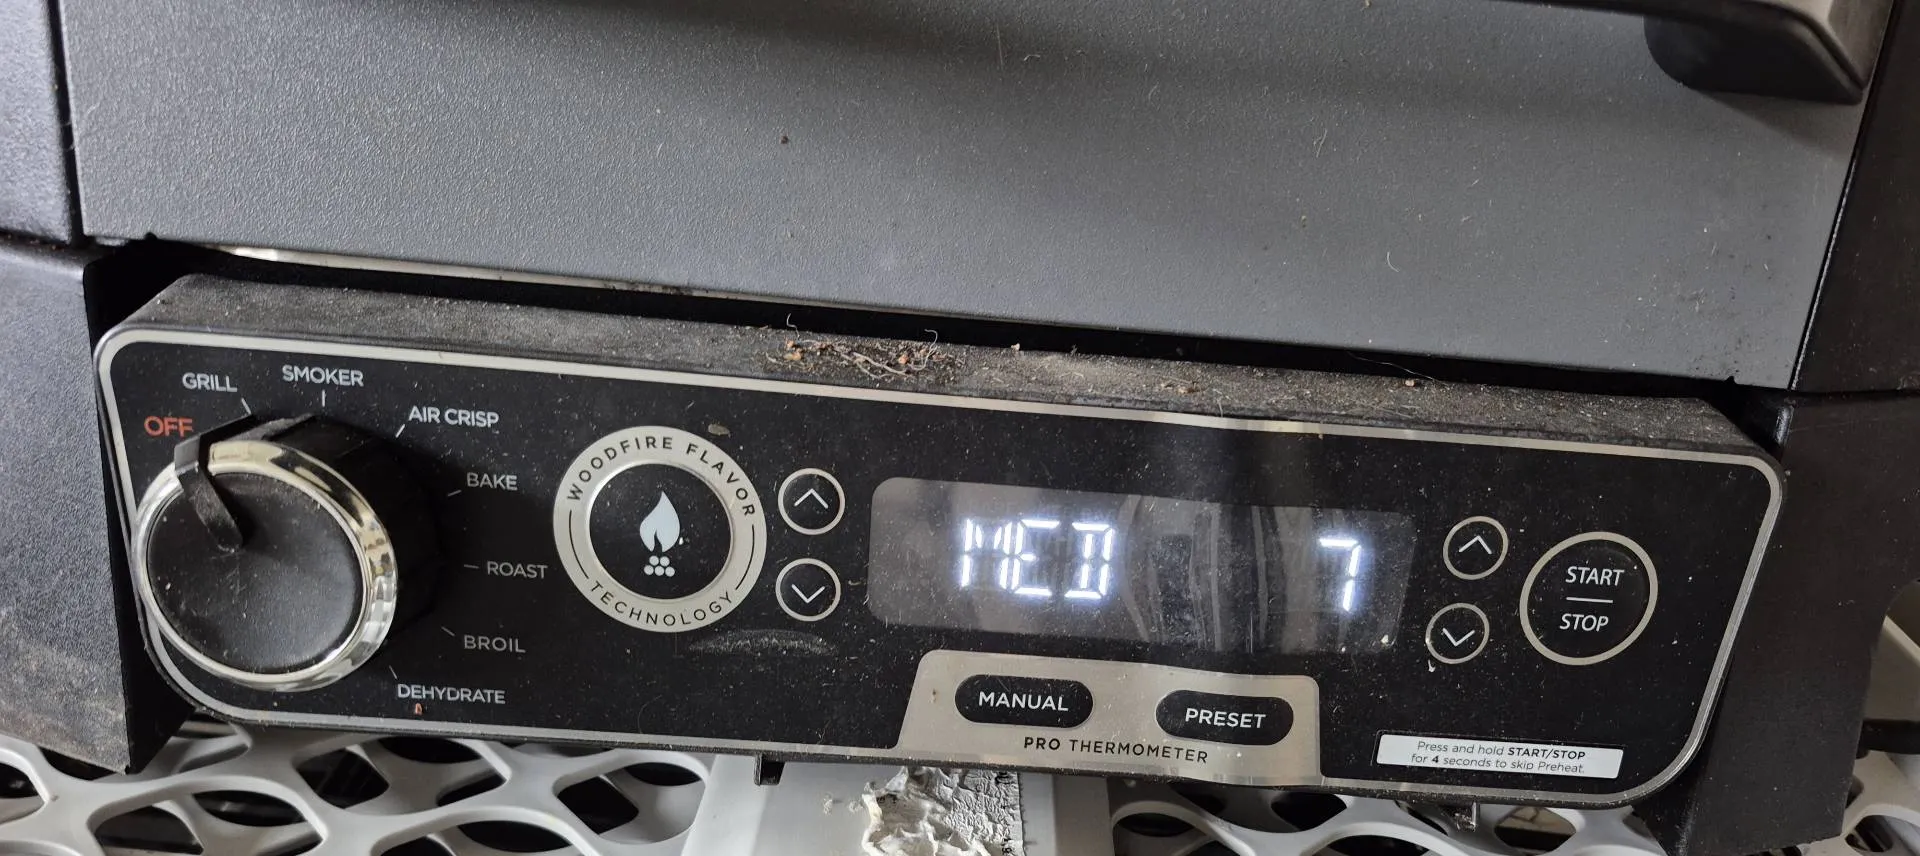 GRILL
SMOKER
OFF
AIR CRISP
BAKE
ROAST
BROIL
DEHYDRATE
WOODFIRE FLAVOR
TECHNOLOGY
MED 7
START
STOP
MANUAL
PRESET
PRO THERMOMETER
Press and hold START/STOP
for 4 seconds to skip Preheat.